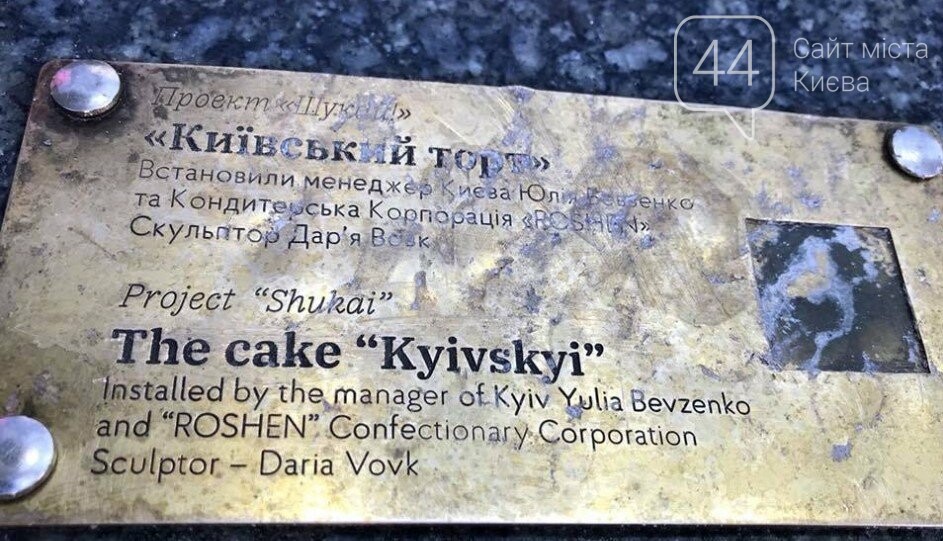 44 Сайт міста
Києва
Проект «Шукай!»
«Київський торт»
Встановили менеджер Києва Юлія Бевзенко
та Кондитерська Корпорація «ROSHEN»
Скульптор Дар'я Вовк
Project “Shukai”
The cake “Kyivskyi”
Installed by the manager of Kyiv Yulia Bevzenko
and “ROSHEN” Confectionary Corporation
Sculptor – Daria Vovk